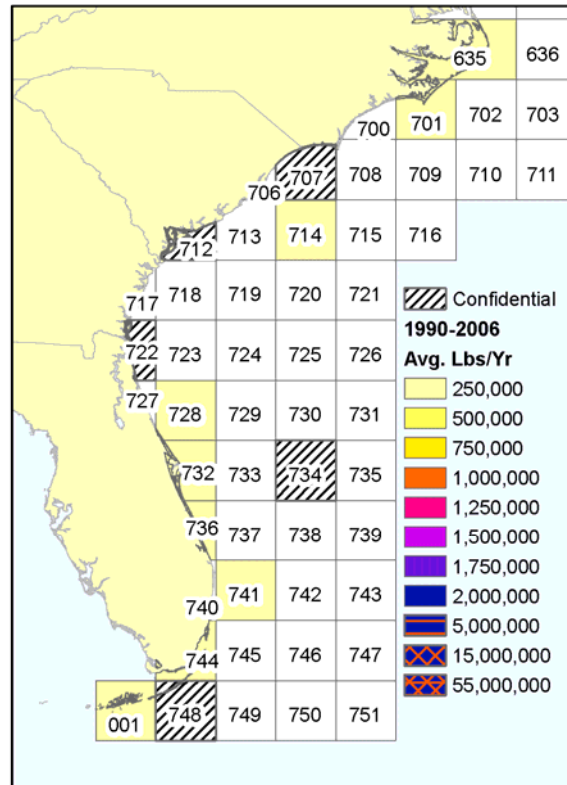 635 636
700 701 702 703
706 707 708 709 710 711
712 713 714 715 716
717 718 719 720 721
722 723 724 725 726
727 728 729 730 731
732 733 734 735
736 737 738 739
740 741 742 743
744 745 746 747
001 748 749 750 751
Confidential
1990-2006
Avg. Lbs/Yr
250,000
500,000
750,000
1,000,000
1,250,000
1,500,000
1,750,000
2,000,000
5,000,000
15,000,000
55,000,000